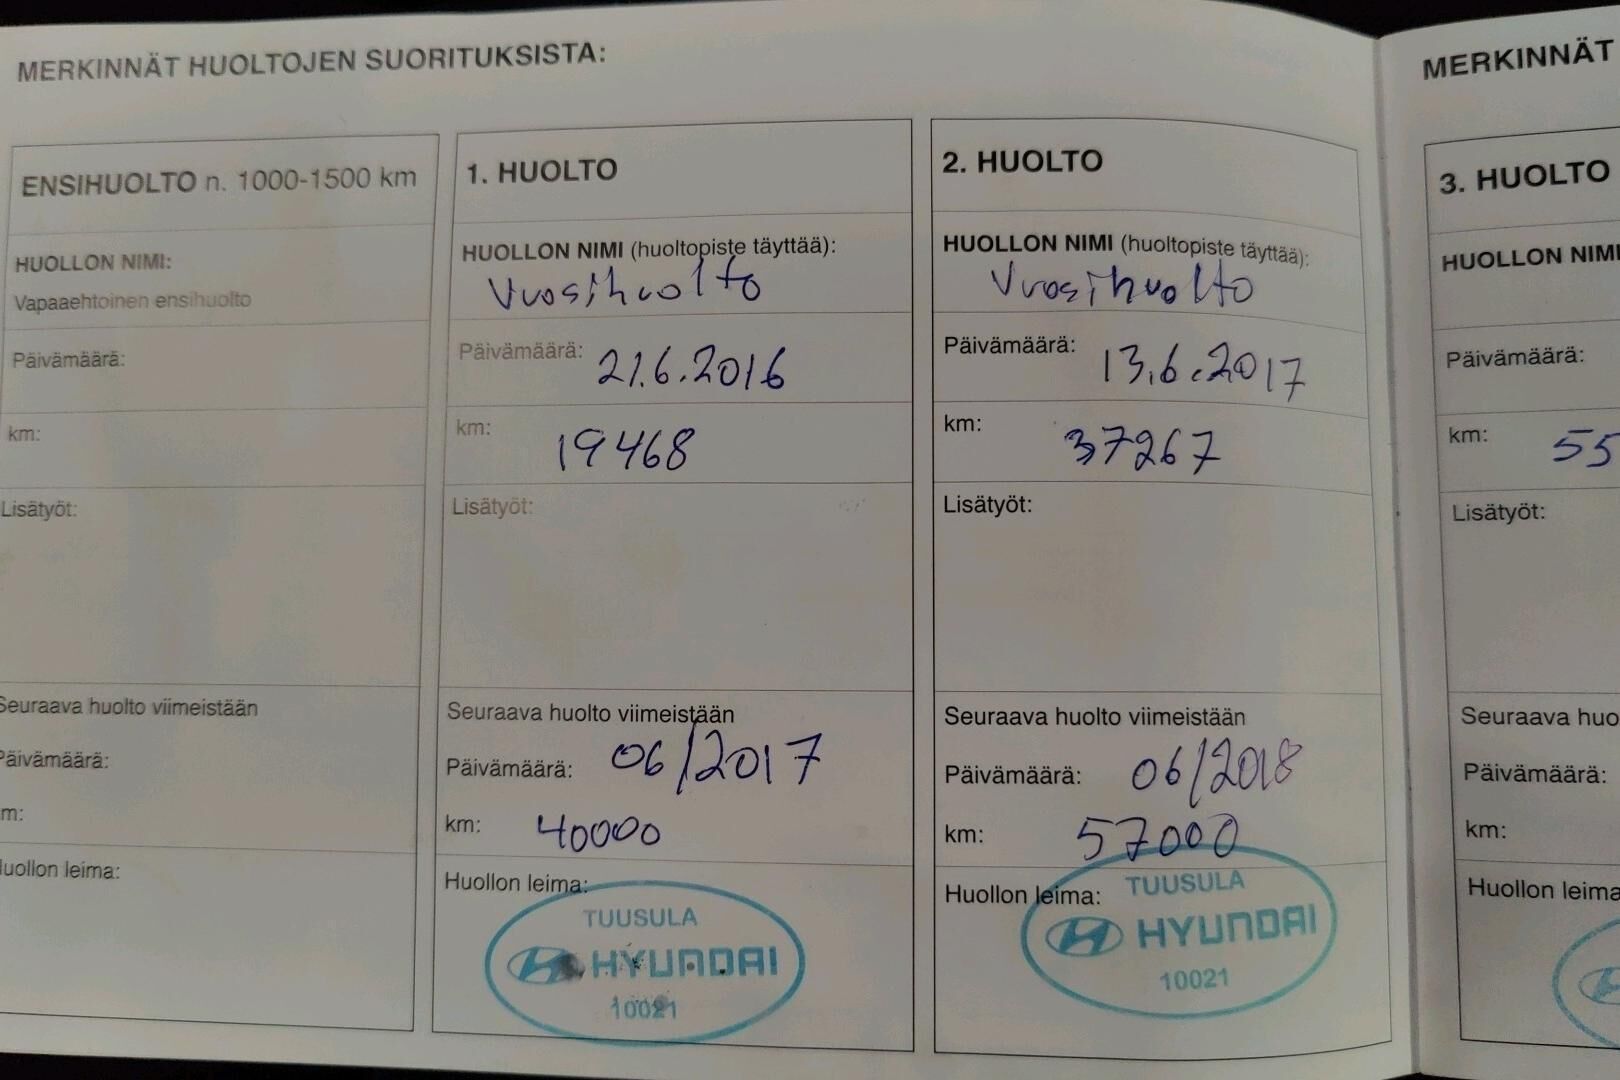 MERKINNÄT HUOLTOJEN SUORITUKSISTA:
ENSIHUOLTO n. 1000-1500 km
HUOLLON NIMI:
Vapaaehtoinen ensihuolto
Päivämäärä:
km:
Lisätyöt:
Seuraava huolto viimeistään
Päivämäärä:
km:
Huollon leima:
1. HUOLTO
HUOLLON NIMI (huoltopiste täyttää):
Vuosihuolto
Päivämäärä: 21.6.2016
km: 19468
Lisätyöt:
Seuraava huolto viimeistään
Päivämäärä: 06/2017
km: 40000
Huollon leima:
TUUSULA
HYUNDAI
10021
2. HUOLTO
HUOLLON NIMI (huoltopiste täyttää):
Vuosihuolto
Päivämäärä: 13.6.2017
km: 37267
Lisätyöt:
Seuraava huolto viimeistään
Päivämäärä: 06/2018
km: 57000
Huollon leima:
TUUSULA
HYUNDAI
10021
MERKINNÄT
3. HUOLTO
HUOLLON NIMI
Päivämäärä:
km: 55
Lisätyöt:
Seuraava huo
Päivämäärä:
km:
Huollon leima